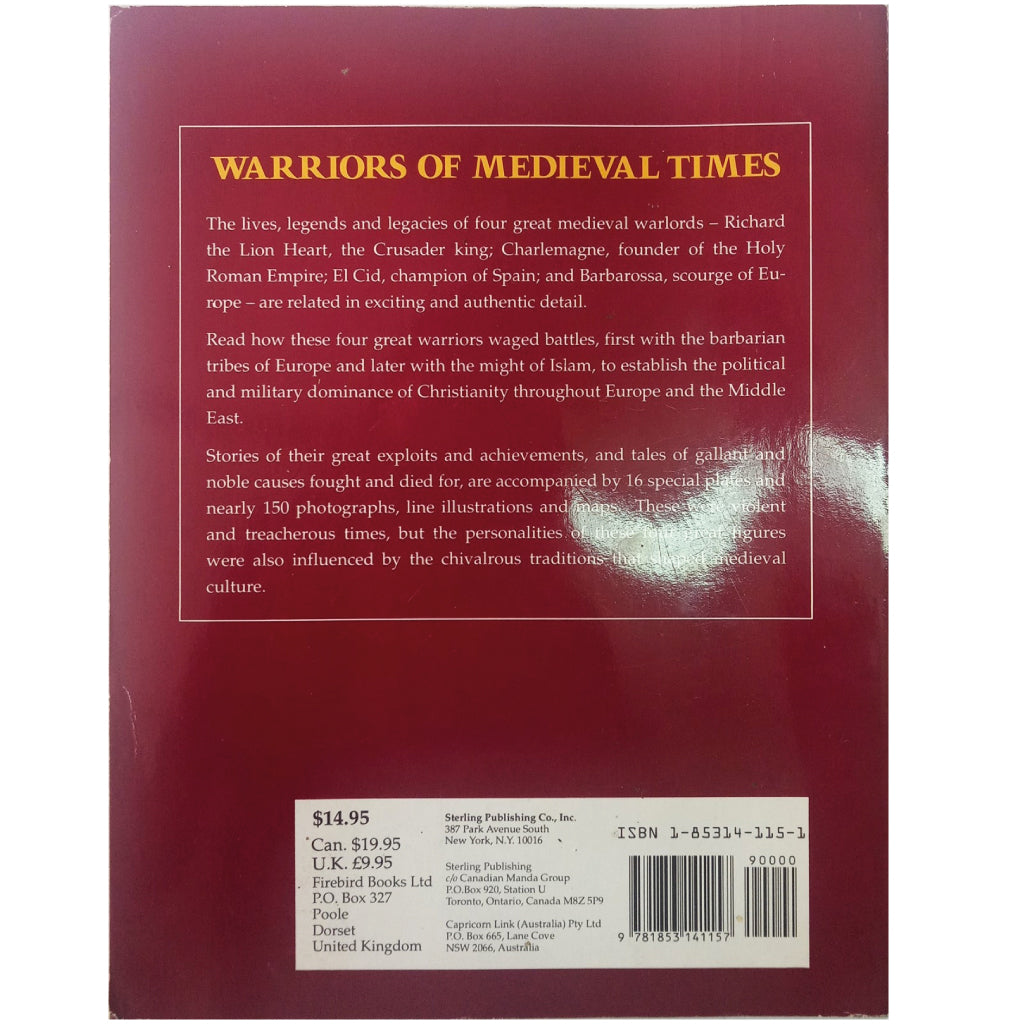 WARRIORS OF MEDIEVAL TIMES
The lives, legends and legacies of four great medieval warlords – Richard
the Lion Heart, the Crusader king; Charlemagne, founder of the Holy
Roman Empire; El Cid, champion of Spain; and Barbarossa, scourge of Eu-
rope – are related in exciting and authentic detail.
Read how these four great warriors waged battles, first with the barbarian
tribes of Europe and later with the might of Islam, to establish the political
and military dominance of Christianity throughout Europe and the Middle
East.
Stories of their great exploits and achievements, and tales of gallant and
noble causes fought and died for, are accompanied by 16 special plates and
nearly 150 photographs, line illustrations and maps. These were violent
and treacherous times, but the personalities of these four great figures
were also influenced by the chivalrous traditions that shaped medieval
culture.
$14.95
Can. $19.95
U.K. £9.95
Firebird Books Ltd
P.O. Box 327
Poole
Dorset
United Kingdom
Sterling Publishing Co., Inc.
387 Park Avenue South
New York, N.Y. 10016
Sterling Publishing
c/o Canadian Manda Group
P.O.Box 920, Station U
Toronto, Ontario, Canada M8Z 5P9
Capricorn Link (Australia) Pty Ltd
P.O. Box 665, Lane Cove
NSW 2066, Australia
ISBN 1-85314-115-1
90000
9 781853 141157